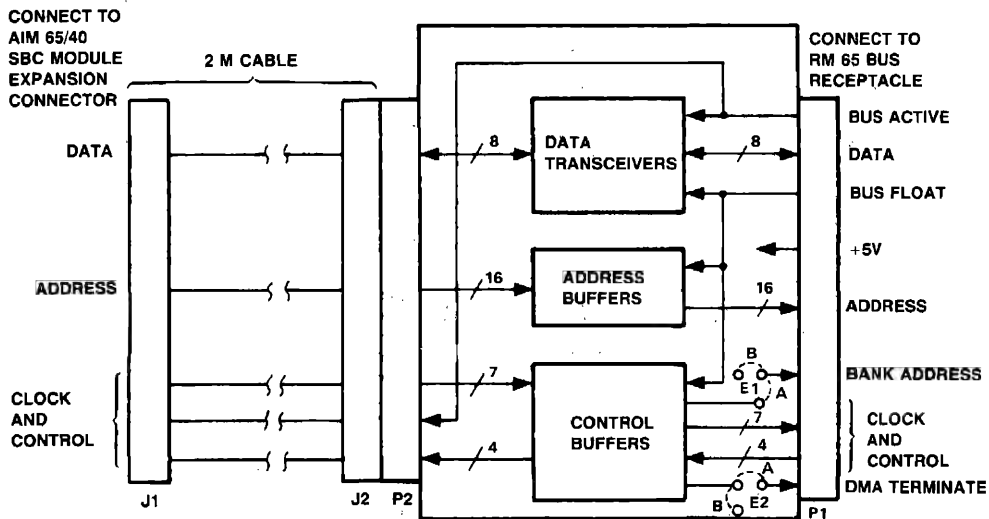 CONNECT TO
AIM 65/40
SBC MODULE
EXPANSION
CONNECTOR
2 M CABLE
CONNECT TO
RM 65 BUS
RECEPTACLE
BUS ACTIVE
DATA
8
DATA
TRANSCEIVERS
8
DATA
BUS FLOAT
+5V
ADDRESS
16
ADDRESS
BUFFERS
16
ADDRESS
B
E1
A
BANK ADDRESS
CLOCK
AND
CONTROL
7
CONTROL
BUFFERS
7
CLOCK
AND
CONTROL
4
4
A
E2
B
DMA TERMINATE
J1
J2
P2
P1